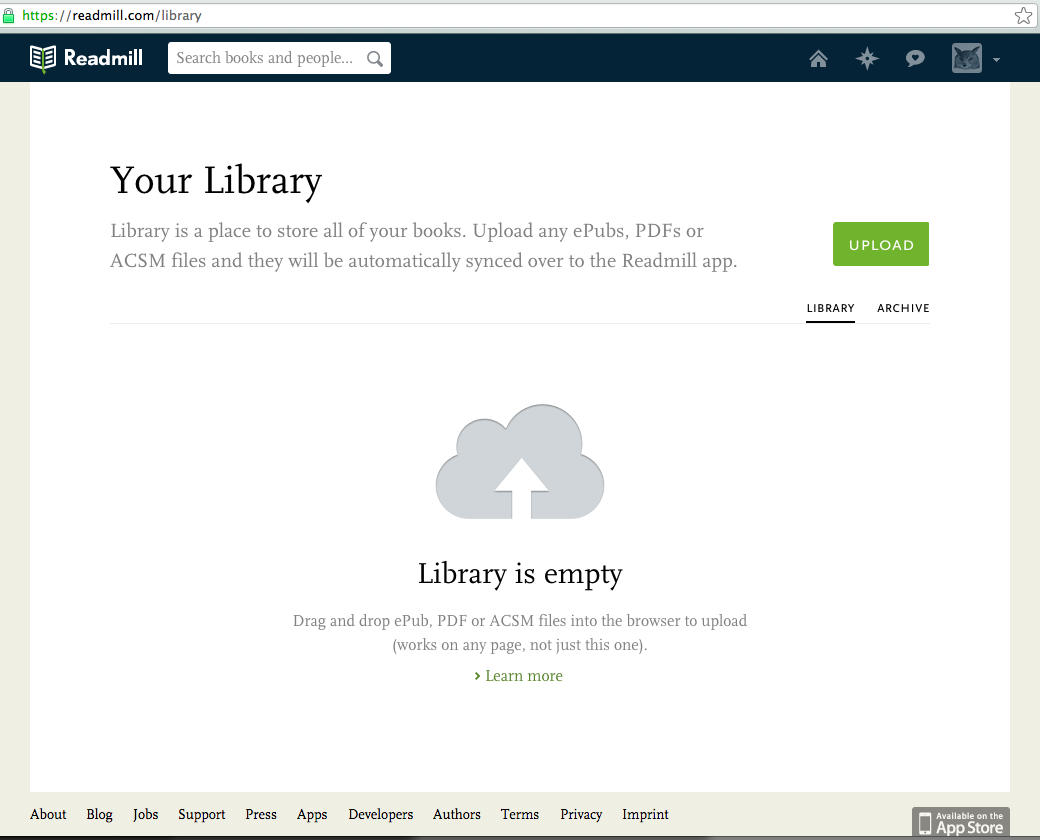 https://readmill.com/library
Readmill
Search books and people...
Your Library
Library is a place to store all of your books. Upload any ePubs, PDFs or
ACSM files and they will be automatically synced over to the Readmill app.
UPLOAD
LIBRARY ARCHIVE
Library is empty
Drag and drop ePub, PDF or ACSM files into the browser to upload
(works on any page, not just this one).
› Learn more
About Blog Jobs Support Press Apps Developers Authors Terms Privacy Imprint
Available on the
App Store